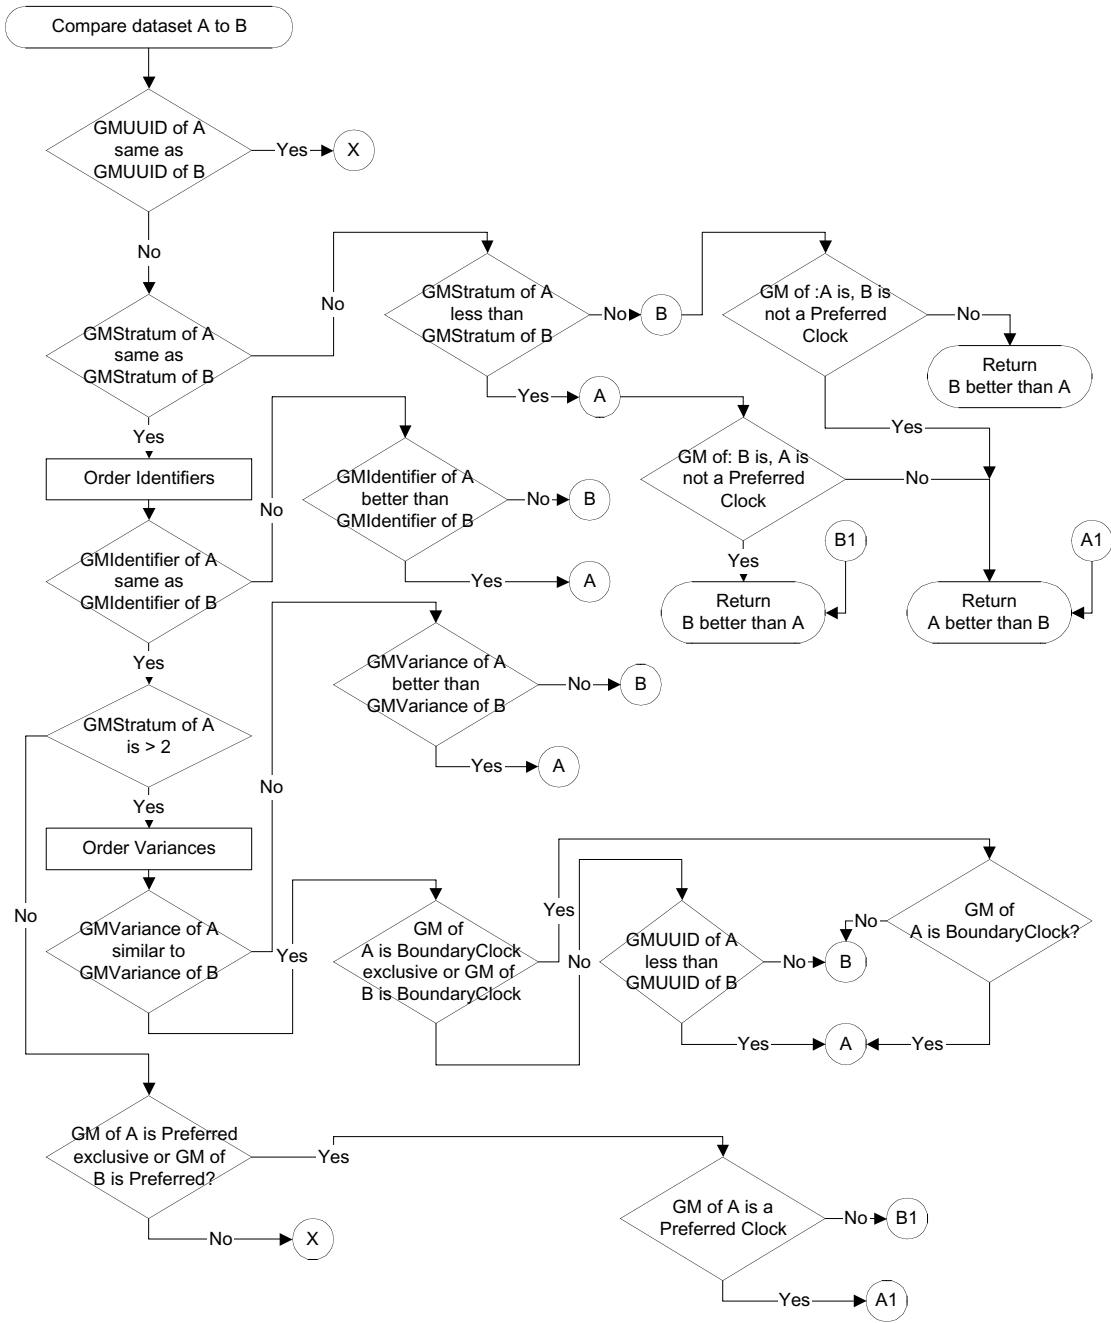 Compare dataset A to B
GMUUID of A
same as
GMUUID of B
Yes
X
No
GMStratum of A
same as
GMStratum of B
No
GMStratum of A
less than
GMStratum of B
No
B
GM of :A is, B is
not a Preferred
Clock
No
Return
B better than A
Yes
Yes
A
GM of: B is, A is
not a Preferred
Clock
No
Yes
Return
B better than A
B1
A1
Return
A better than B
Yes
Order Identifiers
GMIdentifier of A
same as
GMIdentifier of B
No
GMIdentifier of A
better than
GMIdentifier of B
No
B
Yes
A
Yes
GMStratum of A
is > 2
Yes
Order Variances
GMVariance of A
similar to
GMVariance of B
No
GMVariance of A
better than
GMVariance of B
No
B
Yes
A
Yes
GM of
A is BoundaryClock
exclusive or GM of
B is BoundaryClock
Yes
No
GMUUID of A
less than
GMUUID of B
No
B
No
GM of
A is BoundaryClock?
Yes
A
Yes
No
GM of A is Preferred
exclusive or GM of
B is Preferred?
Yes
No
X
GM of A is a
Preferred Clock
No
B1
Yes
A1